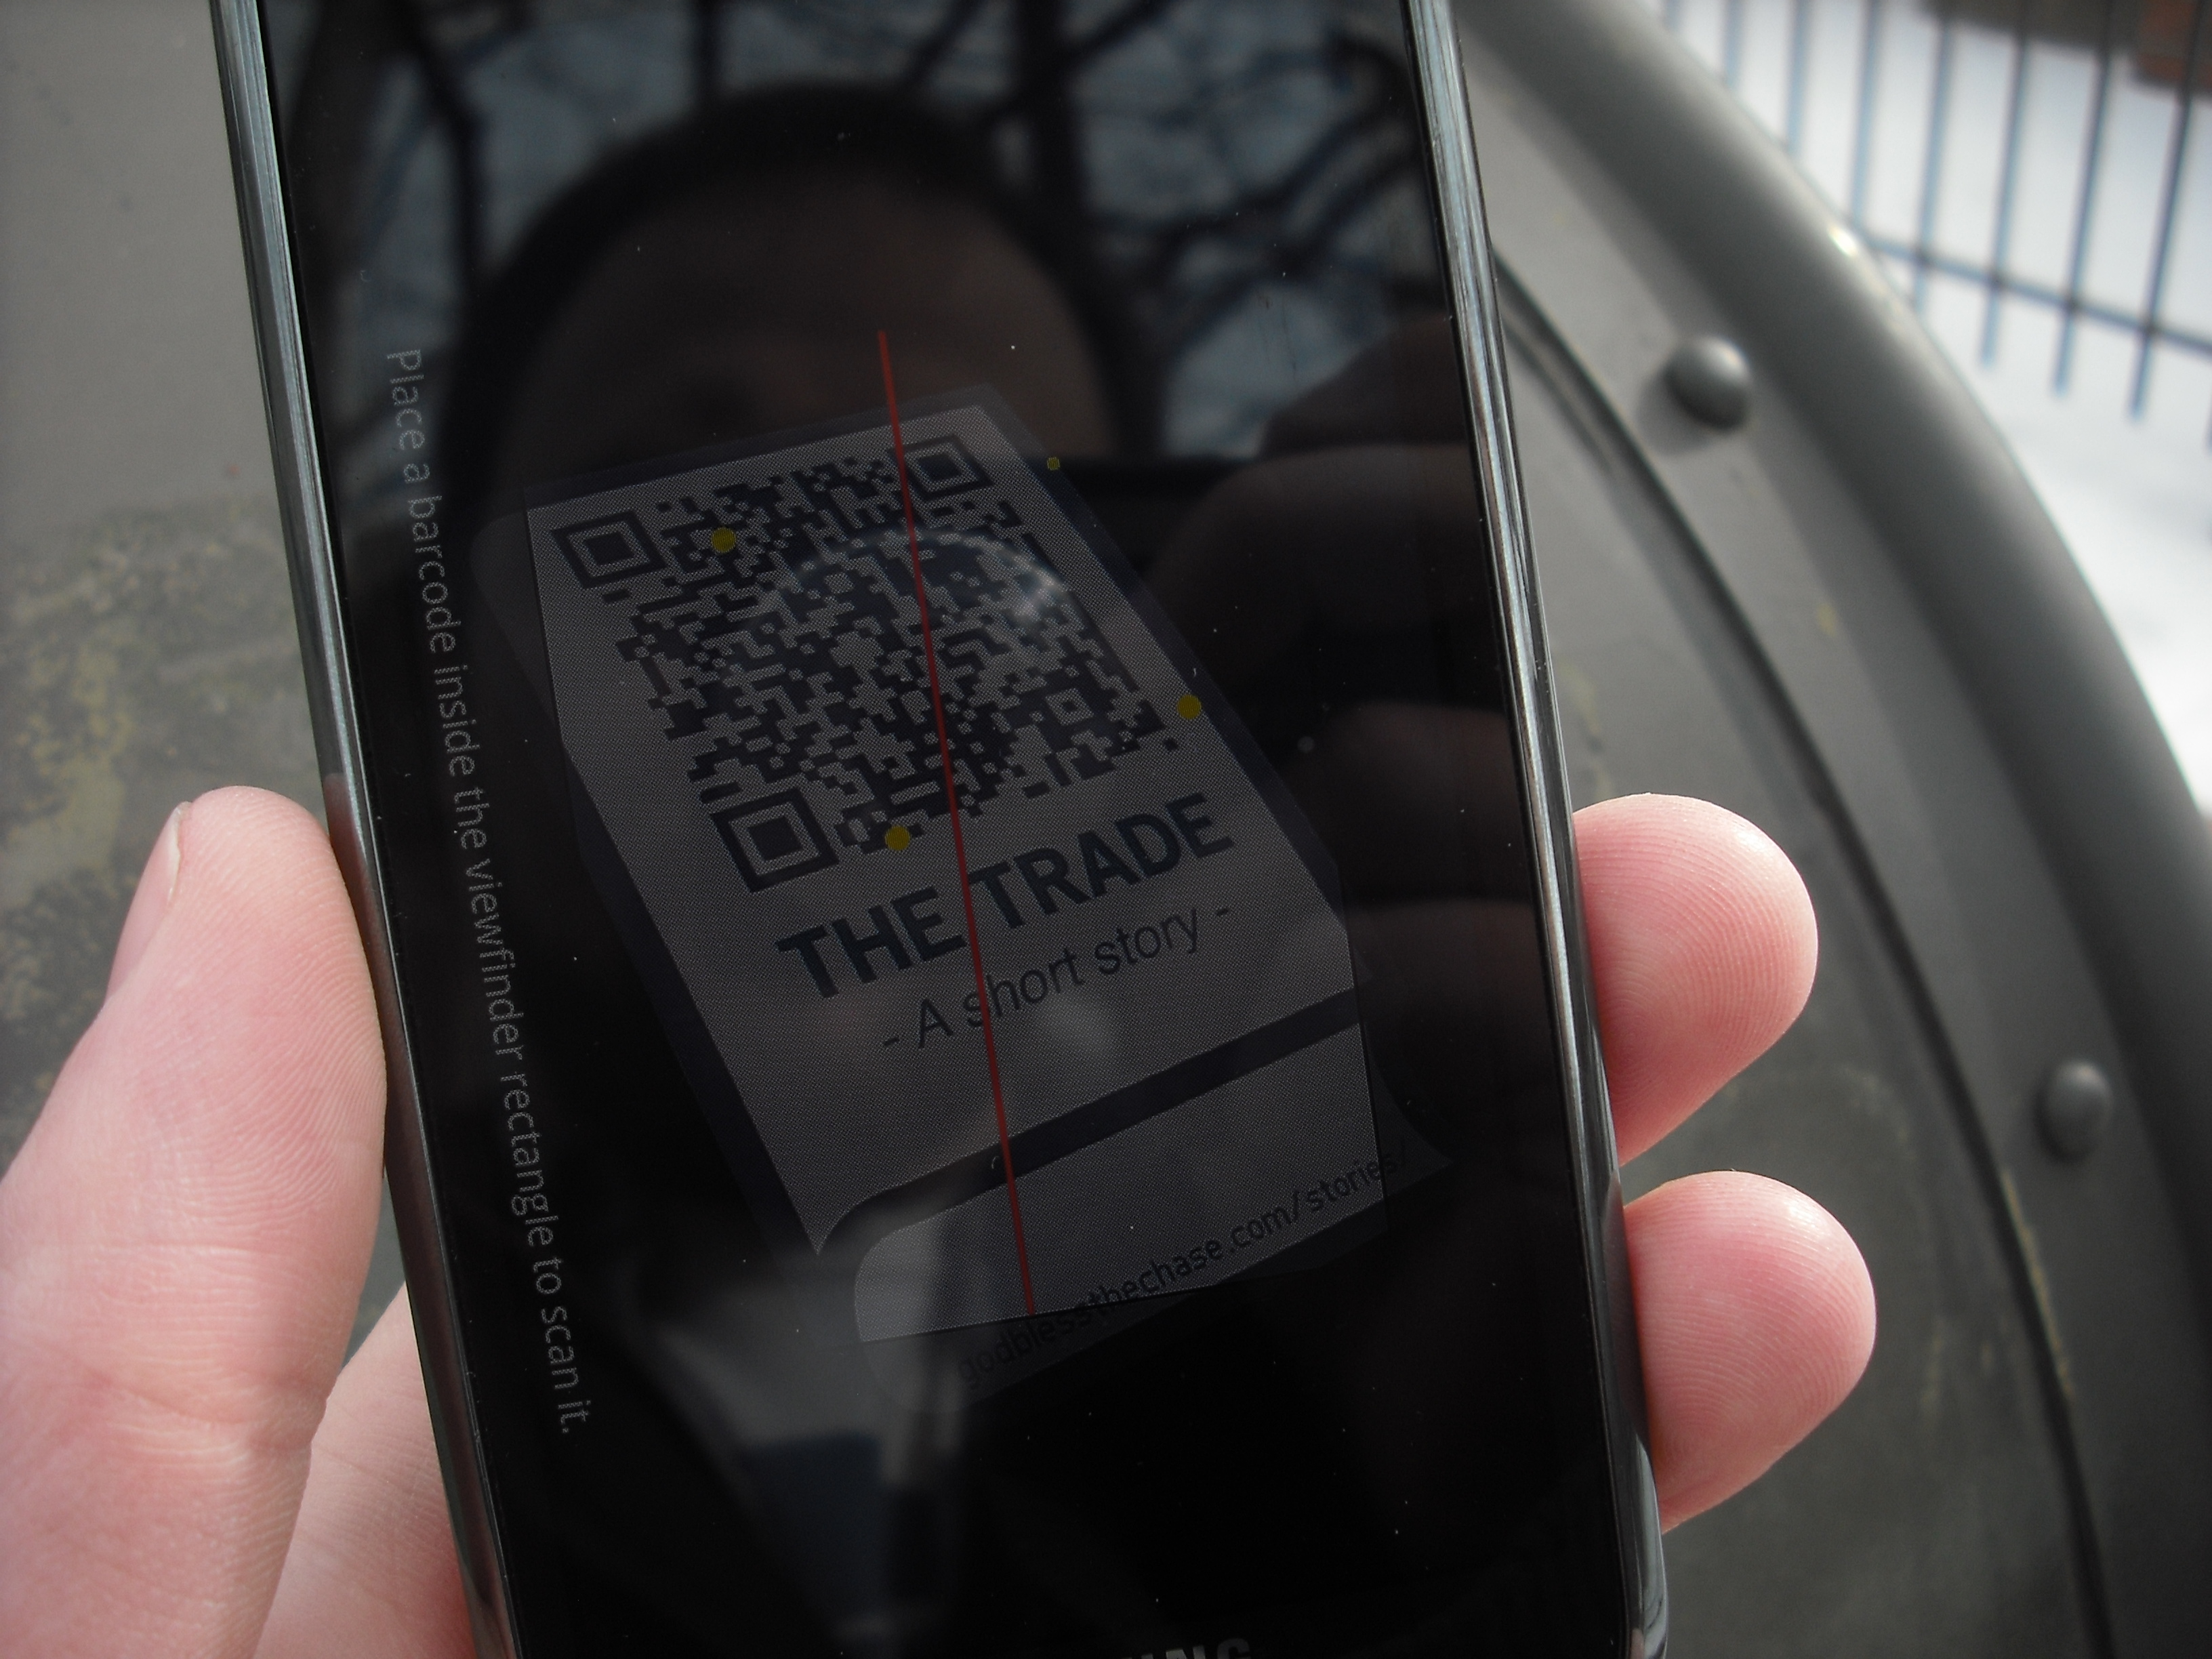 Place a barcode inside the viewfinder rectangle to scan it.
THE TRADE
- A short story -
godblessthechase.com/stories/